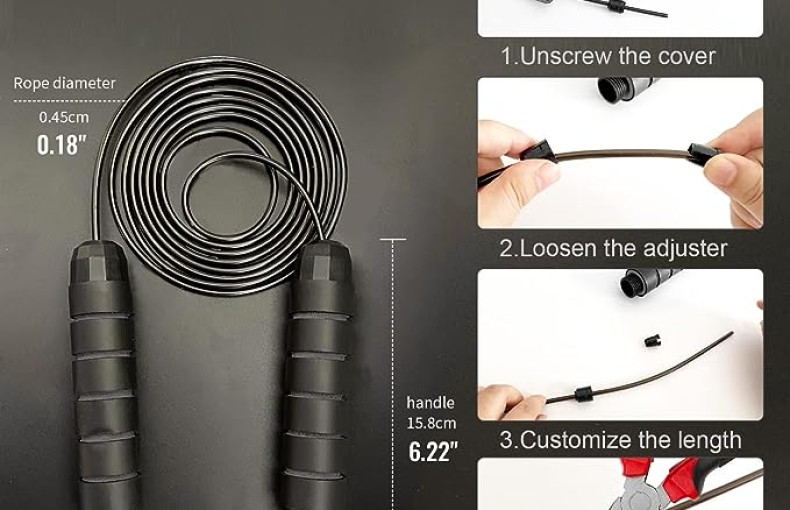 Rope diameter
0.45cm
0.18"
handle
15.8cm
6.22"
1.Unscrew the cover
2.Loosen the adjuster
3.Customize the length